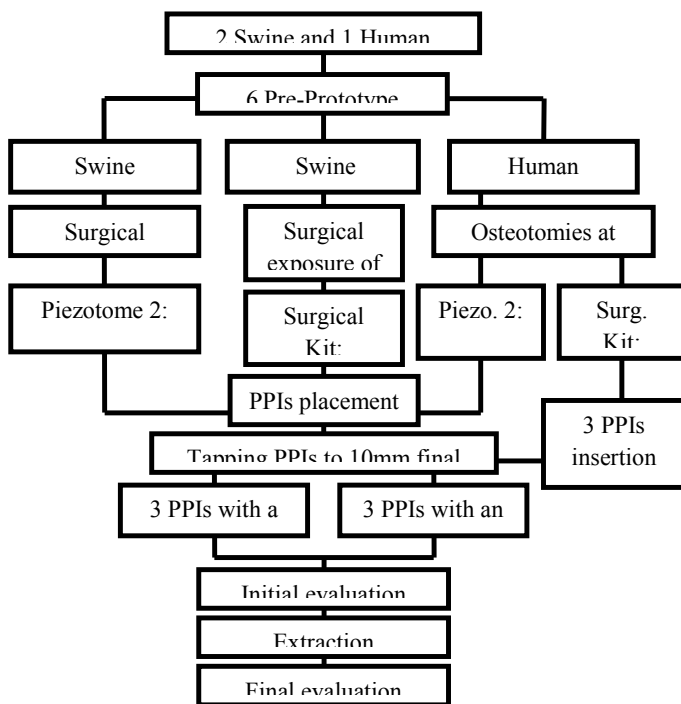 2 Swine and 1 Human
6 Pre-Prototype
Swine
Swine
Human
Surgical
Surgical
exposure of
Osteotomies at
Piezotome 2:
Surgical
Kit:
Piezo. 2:
Surg.
Kit:
PPIs placement
3 PPIs
insertion
Tapping PPIs to 10mm final
3 PPIs with a
3 PPIs with an
Initial evaluation
Extraction
Final evaluation